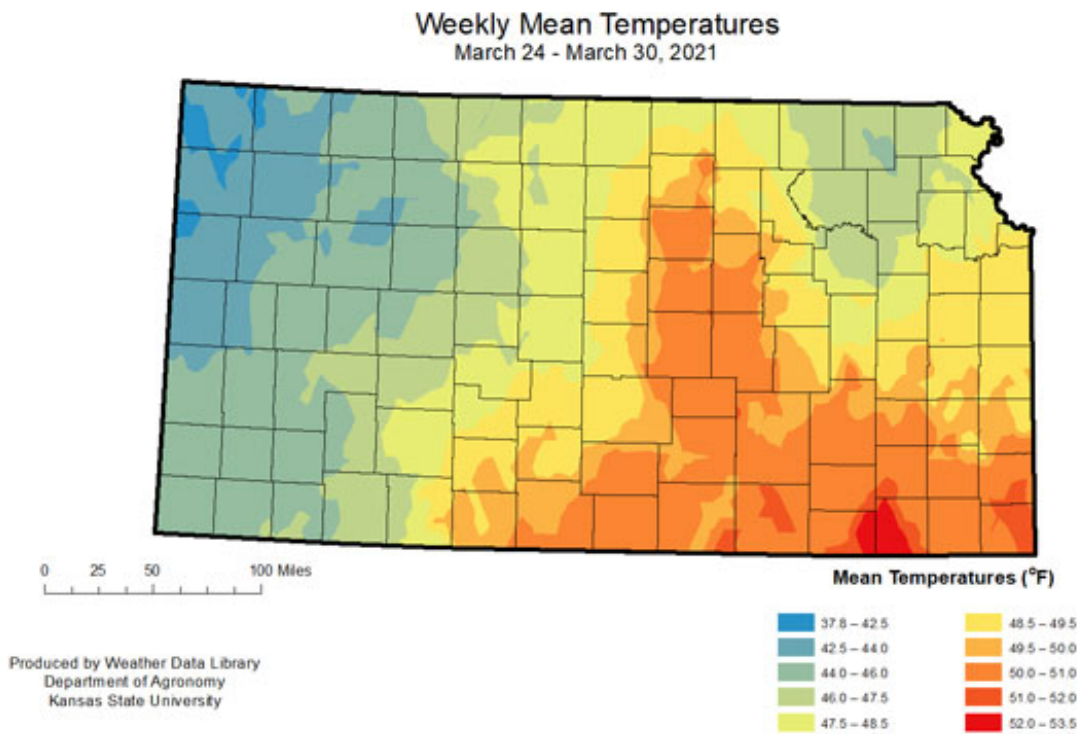 Weekly Mean Temperatures
March 24 - March 30, 2021
0 25 50 100 Miles
Produced by Weather Data Library
Department of Agronomy
Kansas State University
Mean Temperatures (°F)
37.8 – 42.5
42.5 – 44.0
44.0 – 46.0
46.0 – 47.5
47.5 – 48.5
48.5 – 49.5
49.5 – 50.0
50.0 – 51.0
51.0 – 52.0
52.0 – 53.5